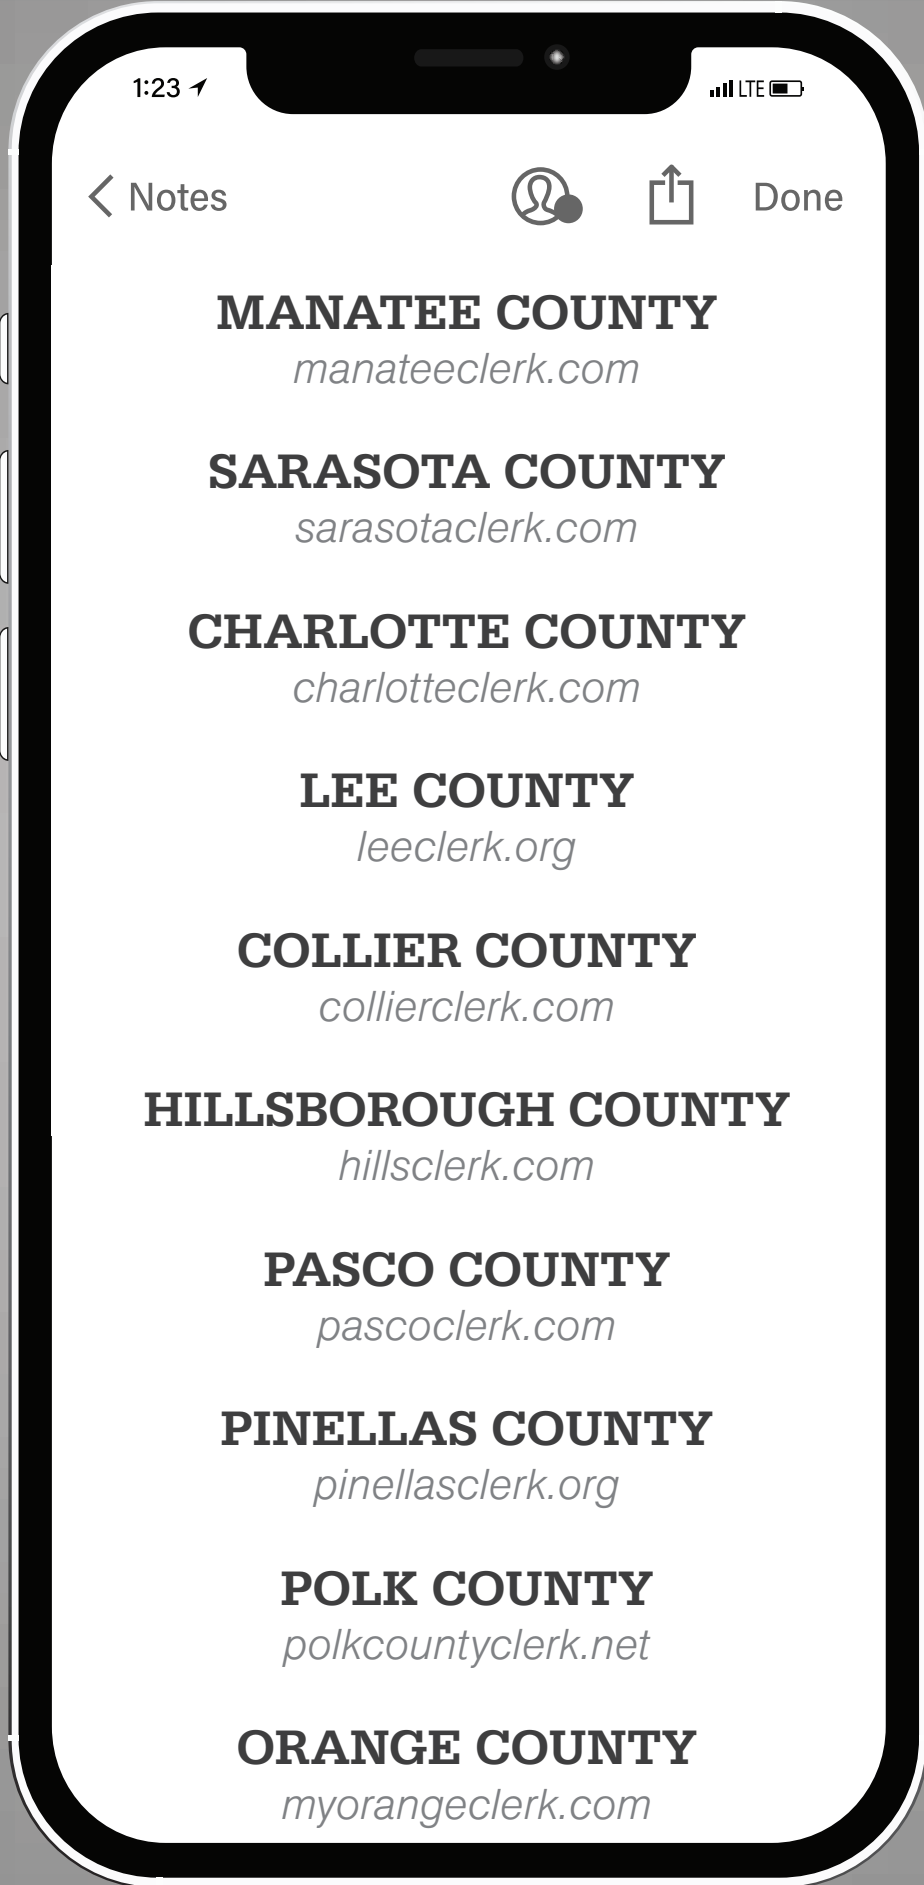 1:23 LTE
Notes Done
MANATEE COUNTY
manateeclerk.com
SARASOTA COUNTY
sarasotaclerk.com
CHARLOTTE COUNTY
charlotteclerk.com
LEE COUNTY
leeclerk.org
COLLIER COUNTY
collierclerk.com
HILLSBOROUGH COUNTY
hillsclerk.com
PASCO COUNTY
pascoclerk.com
PINELLAS COUNTY
pinellasclerk.org
POLK COUNTY
polkcountyclerk.net
ORANGE COUNTY
myorangeclerk.com